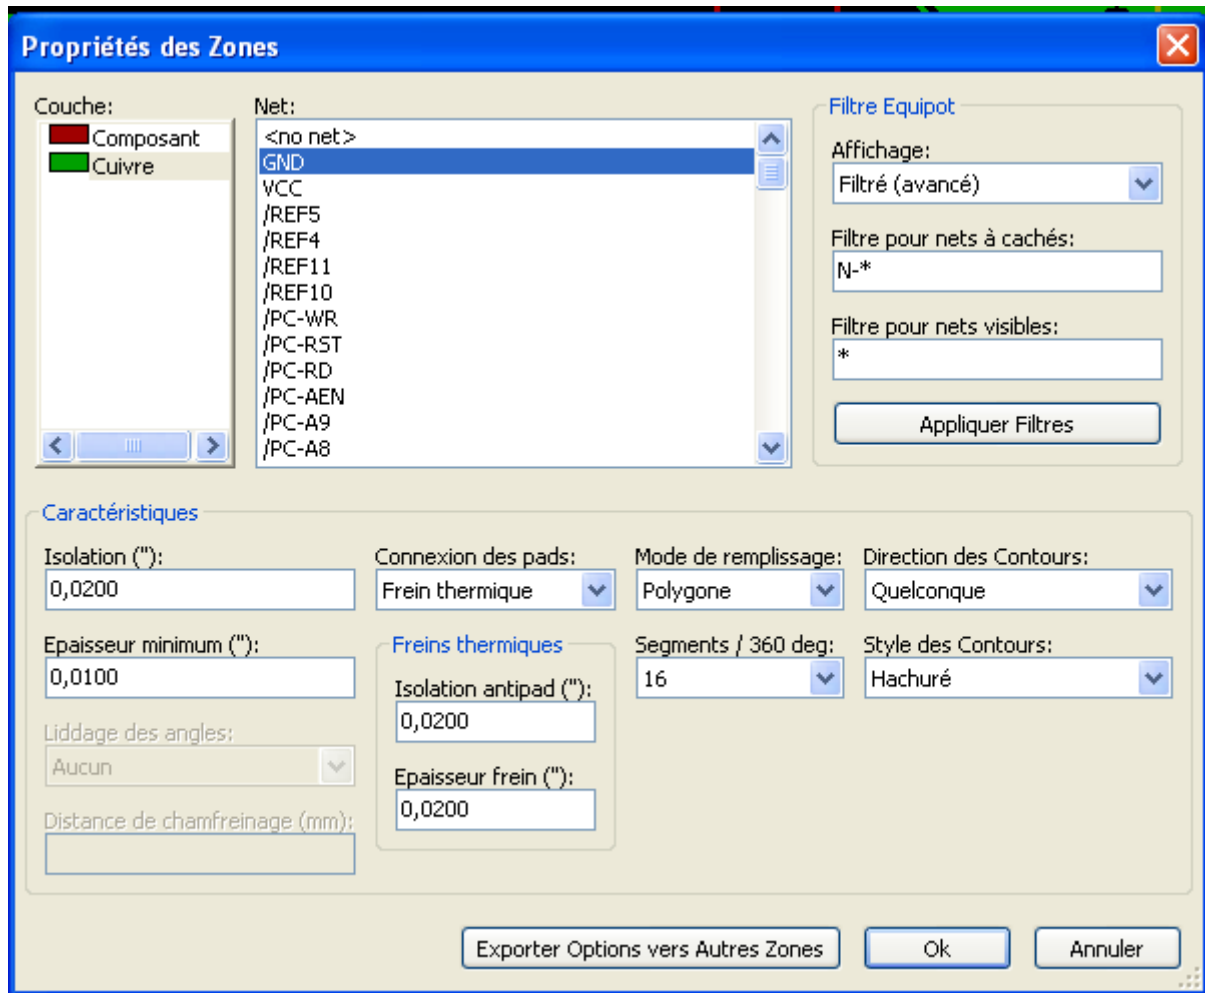 Propriétés des Zones
Couche:
Composant
Cuivre
Net:
<no net>
GND
VCC
/REF5
/REF4
/REF11
/REF10
/PC-WR
/PC-RST
/PC-RD
/PC-AEN
/PC-A9
/PC-A8
Filtre Equipot
Affichage:
Filtré (avancé)
Filtre pour nets à cachés:
N-*
Filtre pour nets visibles:
*
Appliquer Filtres
Caractéristiques
Isolation ("):
0,0200
Epaisseur minimum ("):
0,0100
Liddage des angles:
Aucun
Distance de chamfreinage (mm):
Connexion des pads:
Frein thermique
Freins thermiques
Isolation antipad ("):
0,0200
Epaisseur frein ("):
0,0200
Mode de remplissage:
Polygone
Segments / 360 deg:
16
Direction des Contours:
Quelconque
Style des Contours:
Hachuré
Exporter Options vers Autres Zones
Ok
Annuler